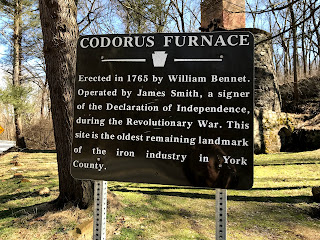 CODORUS FURNACE
Erected in 1765 by William Bennet.
Operated by James Smith, a signer
of the Declaration of Independence,
during the Revolutionary War. This
site is the oldest remaining landmark
of the iron industry in York
County.